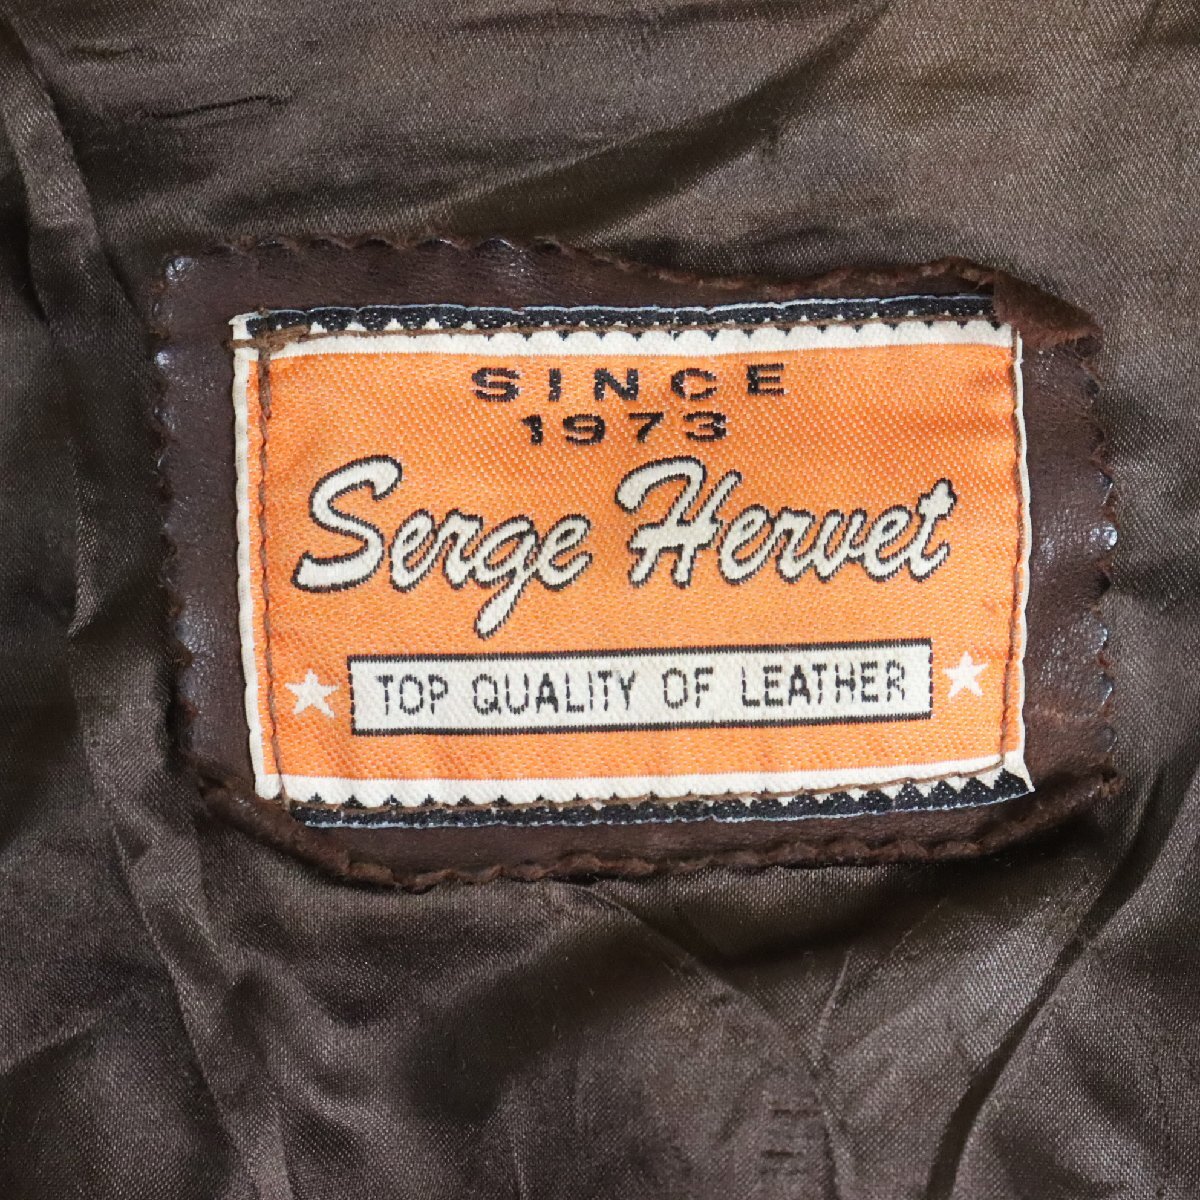 SINCE
1973
Serge Hervet
TOP QUALITY OF LEATHER